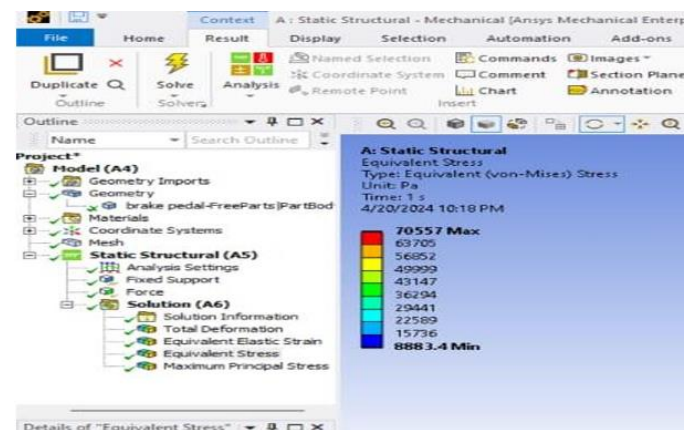 Context
A : Static Structural - Mechanical [Ansys Mechanical Enterp
File Home Result Display Selection Automation Add-ons
Duplicate Solve Analysis
Named Selection Commands Images
Coordinate System Comment Section Plane
Remote Point Chart Annotation
Outline Solvers Insert
Outline
Name Search Outline
Project*
Model (A4)
Geometry Imports
Geometry
brake pedal-FreeParts|PartBod
Materials
Coordinate Systems
Mesh
Static Structural (A5)
Analysis Settings
Fixed Support
Force
Solution (A6)
Solution Information
Total Deformation
Equivalent Elastic Strain
Equivalent Stress
Maximum Principal Stress
Details of "Equivalent Stress"
A: Static Structural
Equivalent Stress
Type: Equivalent (von-Mises) Stress
Unit: Pa
Time: 1 s
4/20/2024 10:18 PM
70557 Max
63705
56852
49999
43147
36294
29441
22589
15736
8883.4 Min